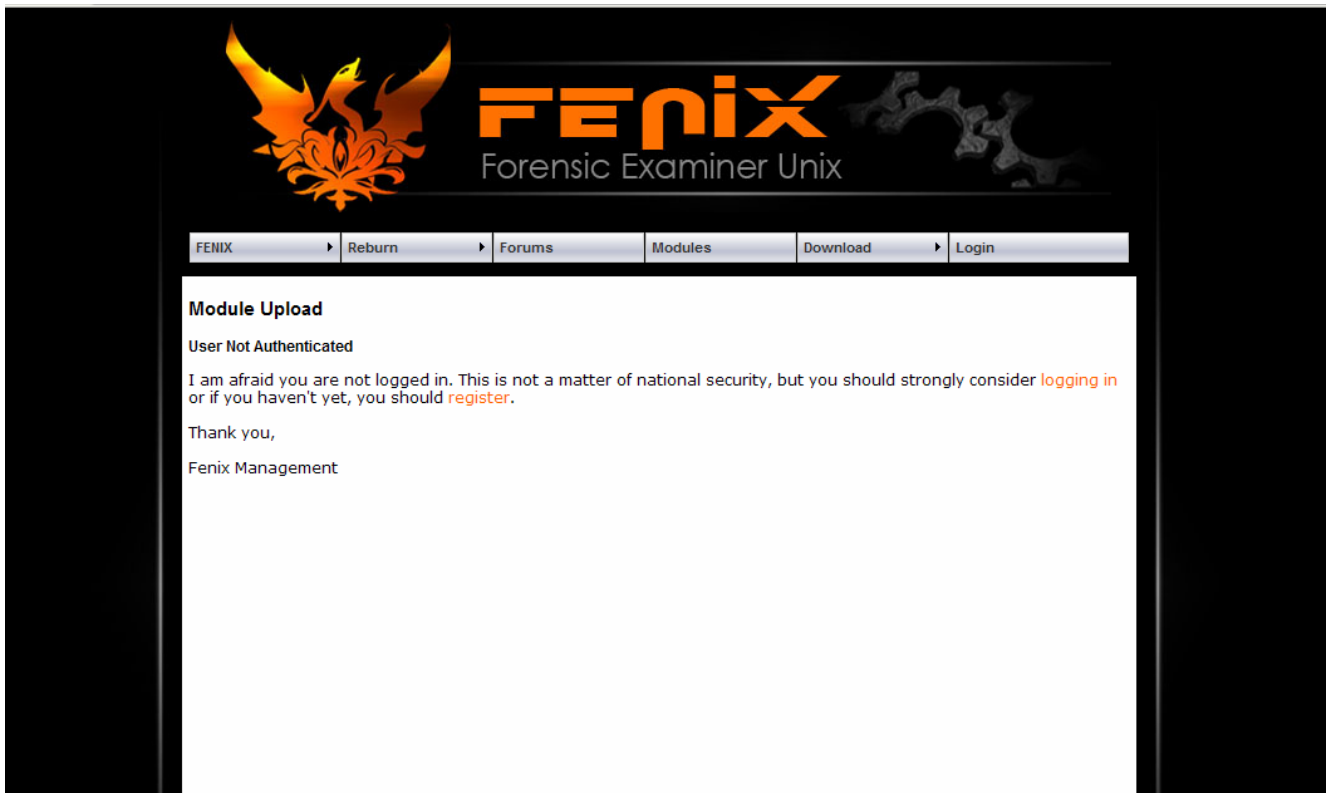 FENIX
Forensic Examiner Unix
FENIX
Reburn
Forums
Modules
Download
Login
Module Upload
User Not Authenticated
I am afraid you are not logged in. This is not a matter of national security, but you should strongly consider logging in
or if you haven't yet, you should register.
Thank you,
Fenix Management